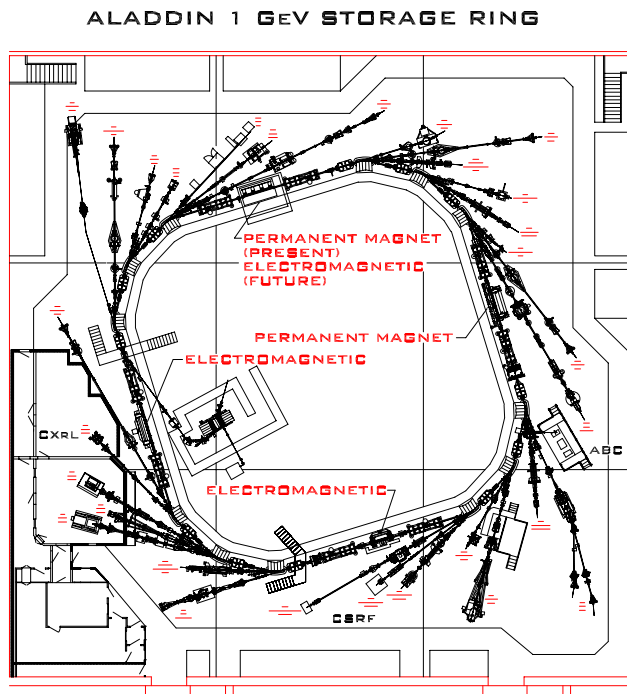 ALADDIN 1 GeV STORAGE RING
PERMANENT MAGNET
(PRESENT)
ELECTROMAGNETIC
(FUTURE)
PERMANENT MAGNET
ELECTROMAGNETIC
CXRL
ABC
ELECTROMAGNETIC
CSRF